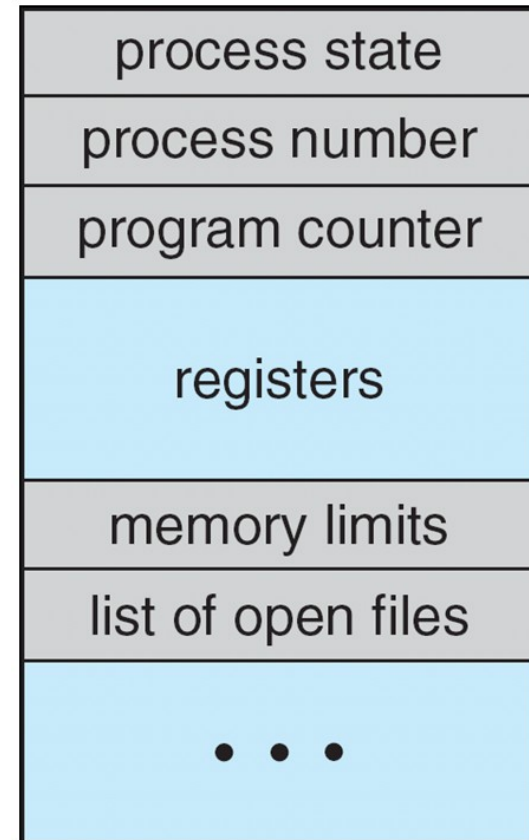 process state
process number
program counter
registers
memory limits
list of open files
• • •